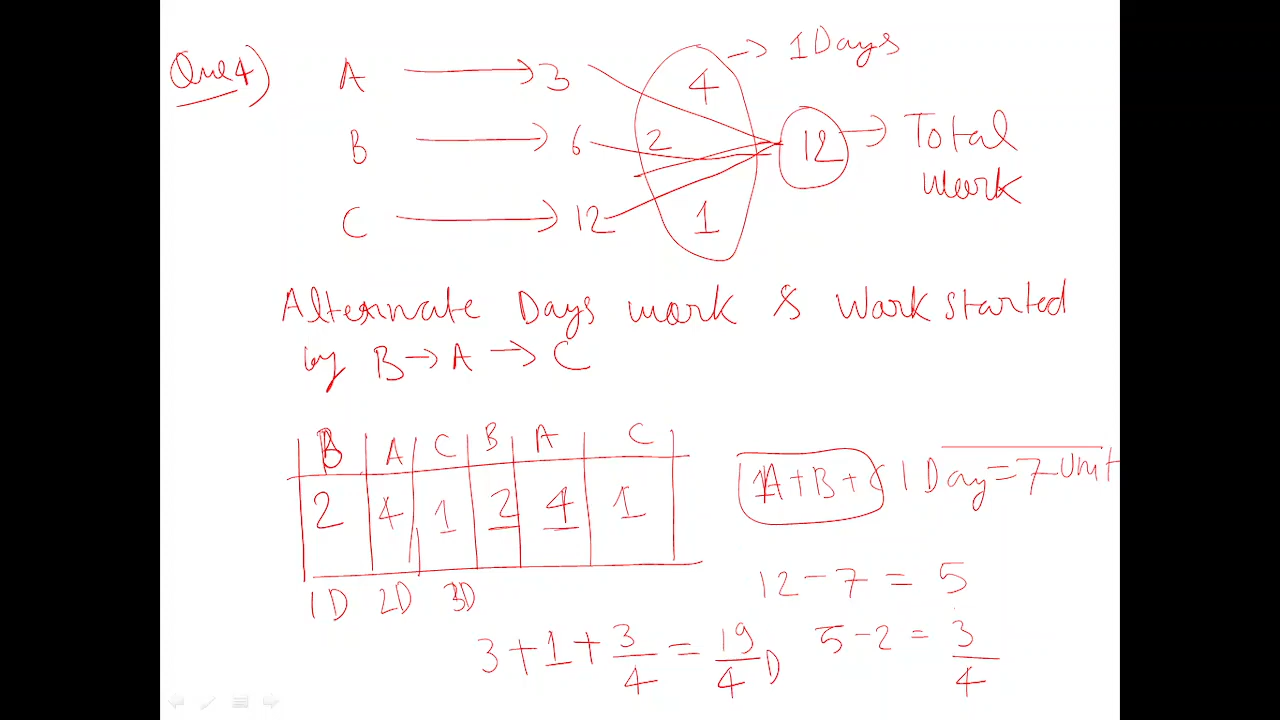 Que 4)
A → 3
4 → 1 Days
B → 6
2
12 → Total work
C → 12
1
Alternate Days work & Work started
by B → A → C
B A C B A C
2 4 1 2 4 1
1D 2D 3D
A+B+C 1 Day = 7 Unit
12 - 7 = 5
5 - 2 = 3/4
3 + 1 + 3/4 = 19/4 D